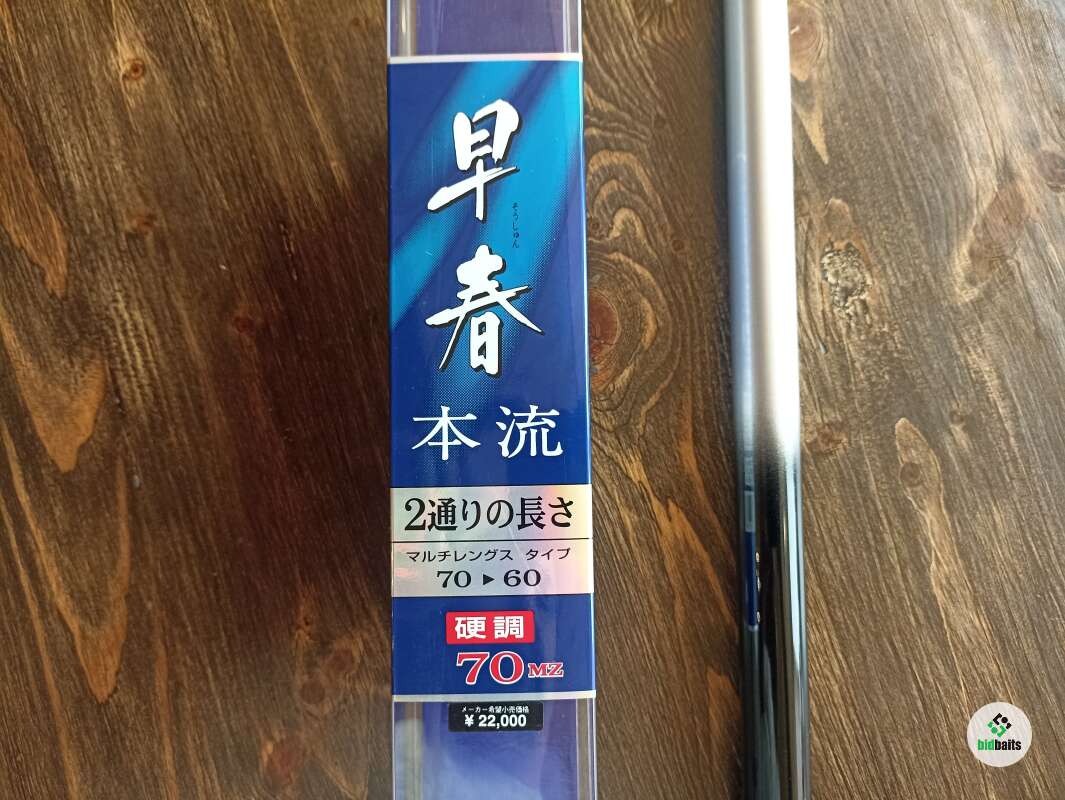 早春
そうしゅん
本流
2通りの長さ
マルチレングス タイプ
70 ▶ 60
硬調
70 MZ
メーカー希望小売価格
¥ 22,000
bidbaits